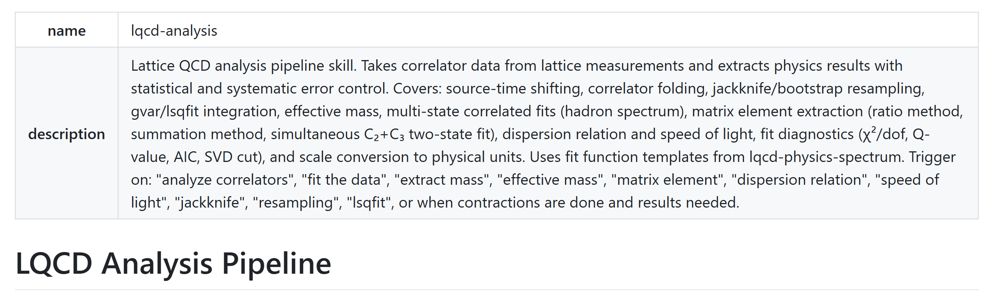 name
lqcd-analysis
description
Lattice QCD analysis pipeline skill. Takes correlator data from lattice measurements and extracts physics results with
statistical and systematic error control. Covers: source-time shifting, correlator folding, jackknife/bootstrap resampling,
gvar/lsqfit integration, effective mass, multi-state correlated fits (hadron spectrum), matrix element extraction (ratio method,
summation method, simultaneous C₂+C₃ two-state fit), dispersion relation and speed of light, fit diagnostics (χ²/dof, Q-
value, AIC, SVD cut), and scale conversion to physical units. Uses fit function templates from lqcd-physics-spectrum. Trigger
on: "analyze correlators", "fit the data", "extract mass", "effective mass", "matrix element", "dispersion relation", "speed of
light", "jackknife", "resampling", "lsqfit", or when contractions are done and results needed.
LQCD Analysis Pipeline